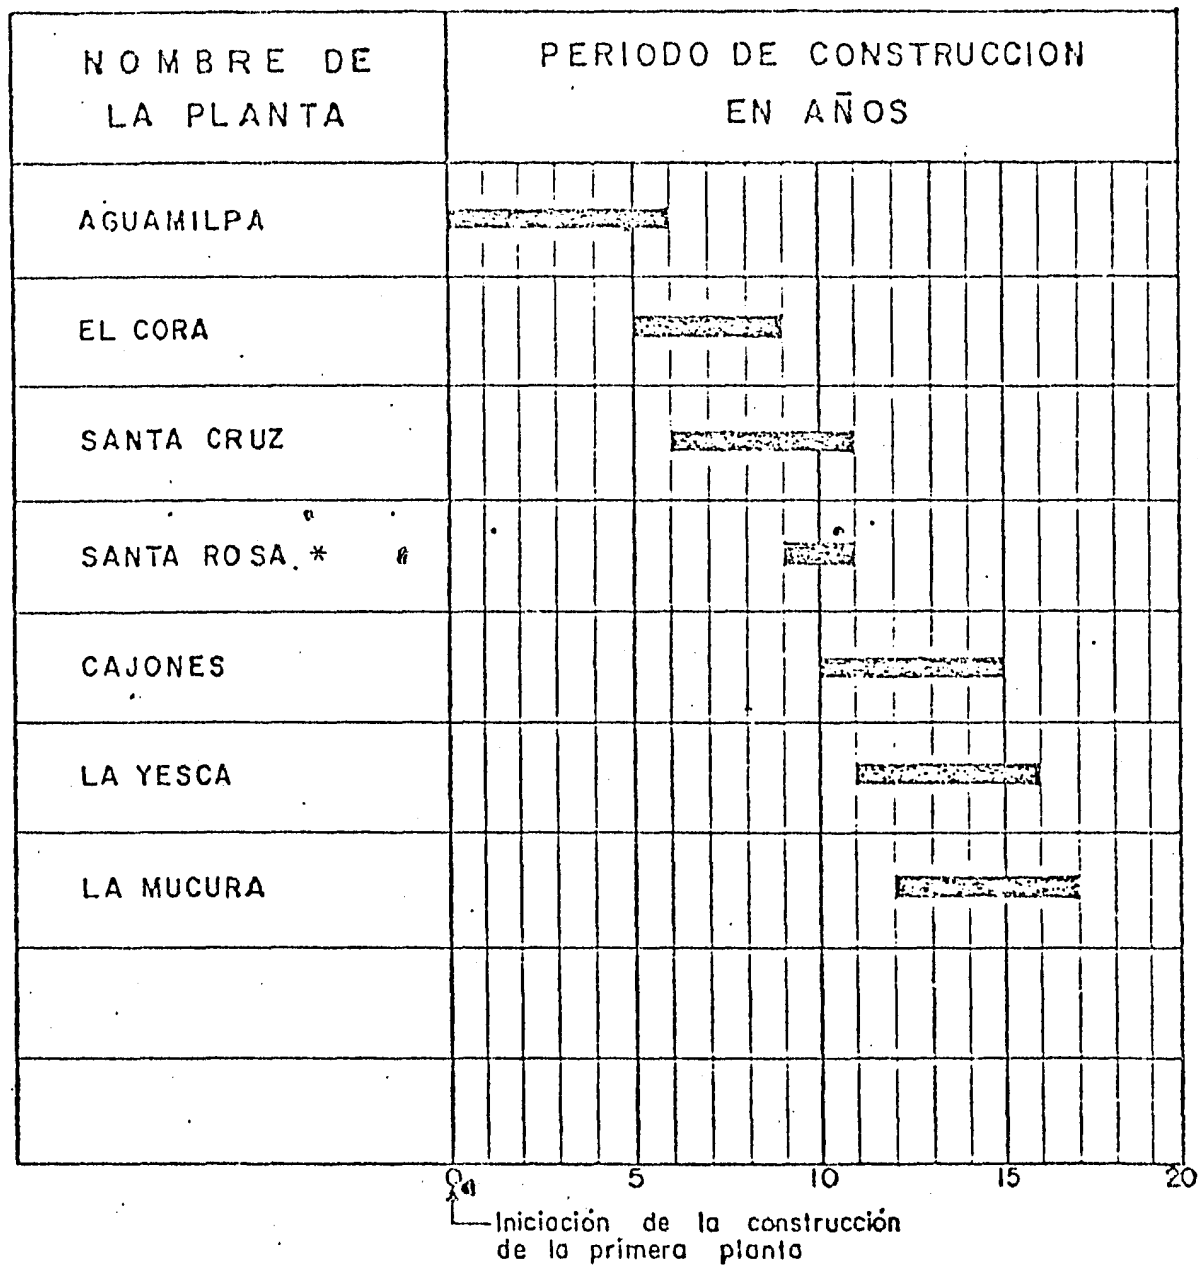 NOMBRE DE
LA PLANTA
PERIODO DE CONSTRUCCION
EN AÑOS
AGUAMILPA
EL CORA
SANTA CRUZ
SANTA ROSA *
CAJONES
LA YESCA
LA MUCURA
0 5 10 15 20
Iniciación de la construcción
de la primera planta